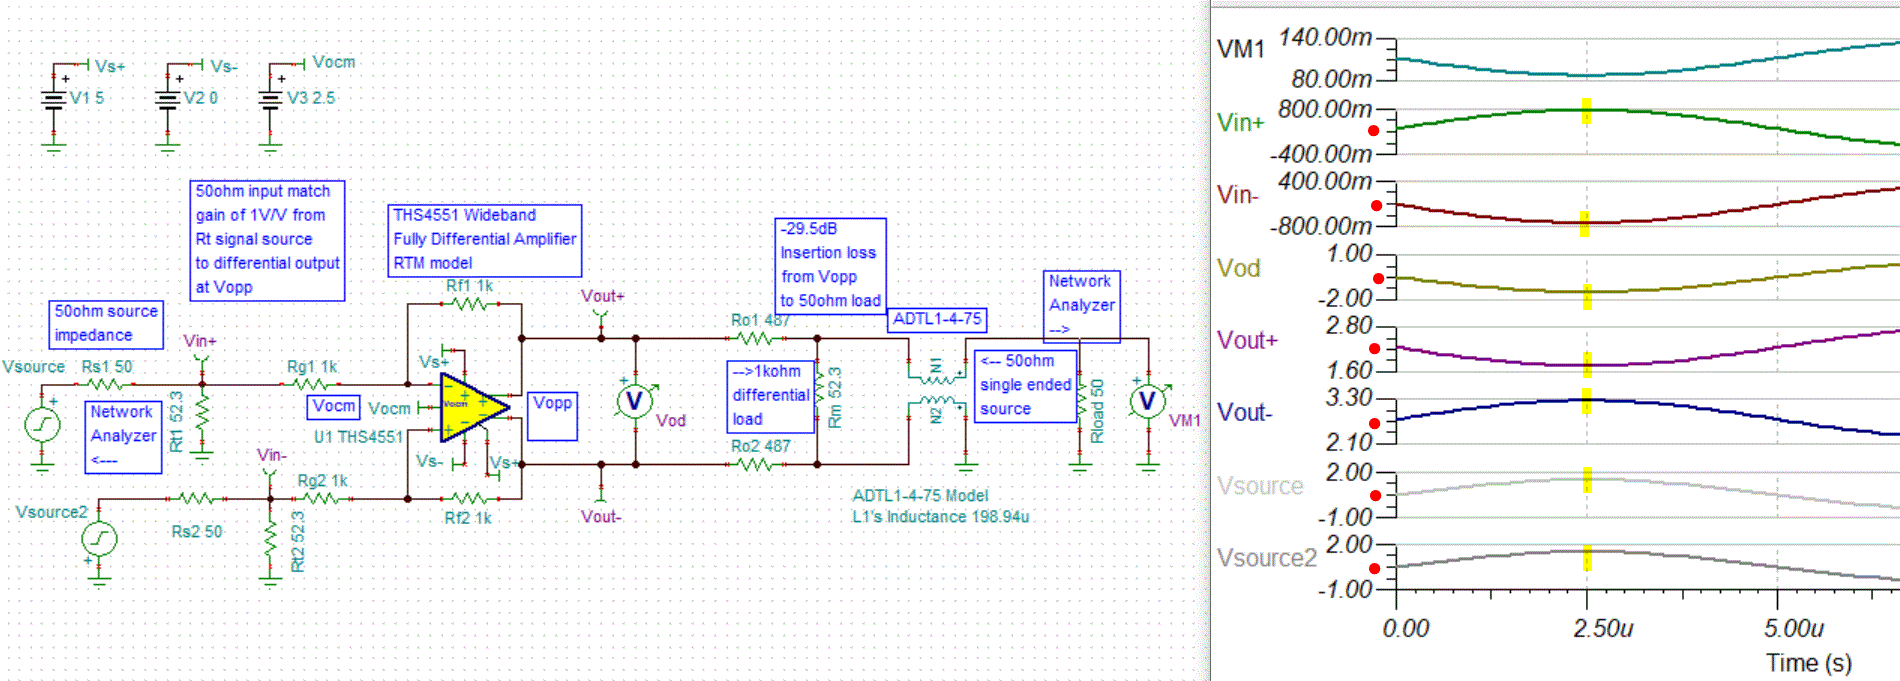 Vs+
V1 5
Vs-
V2 0
Vocm
V3 2.5
50ohm input match
gain of 1V/V from
Rt signal source
to differential output
at Vopp
THS4551 Wideband
Fully Differential Amplifier
RTM model
-29.5dB
Insertion loss
from Vopp
to 50ohm load
Network
Analyzer
-->
50ohm source
impedance
Rf1 1k
Vout+
Ro1 487
ADTL1-4-75
Vin+
Vsource
Rs1 50
Rg1 1k
Vs+
-->1kohm
differential
load
Rm 52.3
N1
N2
<-- 50ohm
single ended
source
Rload 50
Network
Analyzer
<---
Rt1 52.3
Vocm
Vocm
Vocm
U1 THS4551
Vopp
V
Vod
V
VM1
Vin-
Vs-
Vs+
Rg2 1k
Ro2 487
Vsource2
Rs2 50
Rt2 52.3
Rf2 1k
Vout-
ADTL1-4-75 Model
L1's Inductance 198.94u
VM1
140.00m
80.00m
Vin+
800.00m
-400.00m
Vin-
400.00m
-800.00m
Vod
1.00
-2.00
Vout+
2.80
1.60
Vout-
3.30
2.10
Vsource
2.00
-1.00
Vsource2
2.00
-1.00
0.00
2.50u
5.00u
Time (s)